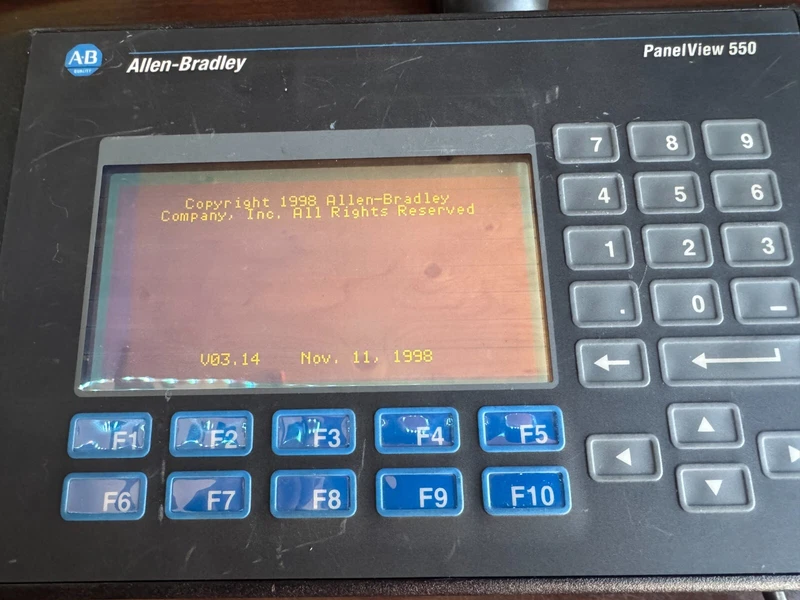 A·B
QUALITY
Allen-Bradley
PanelView 550
Copyright 1998 Allen-Bradley
Company, Inc. All Rights Reserved
V03.14 Nov. 11, 1998
7 8 9
4 5 6
1 2 3
. 0 –
F1 F2 F3 F4 F5
F6 F7 F8 F9 F10